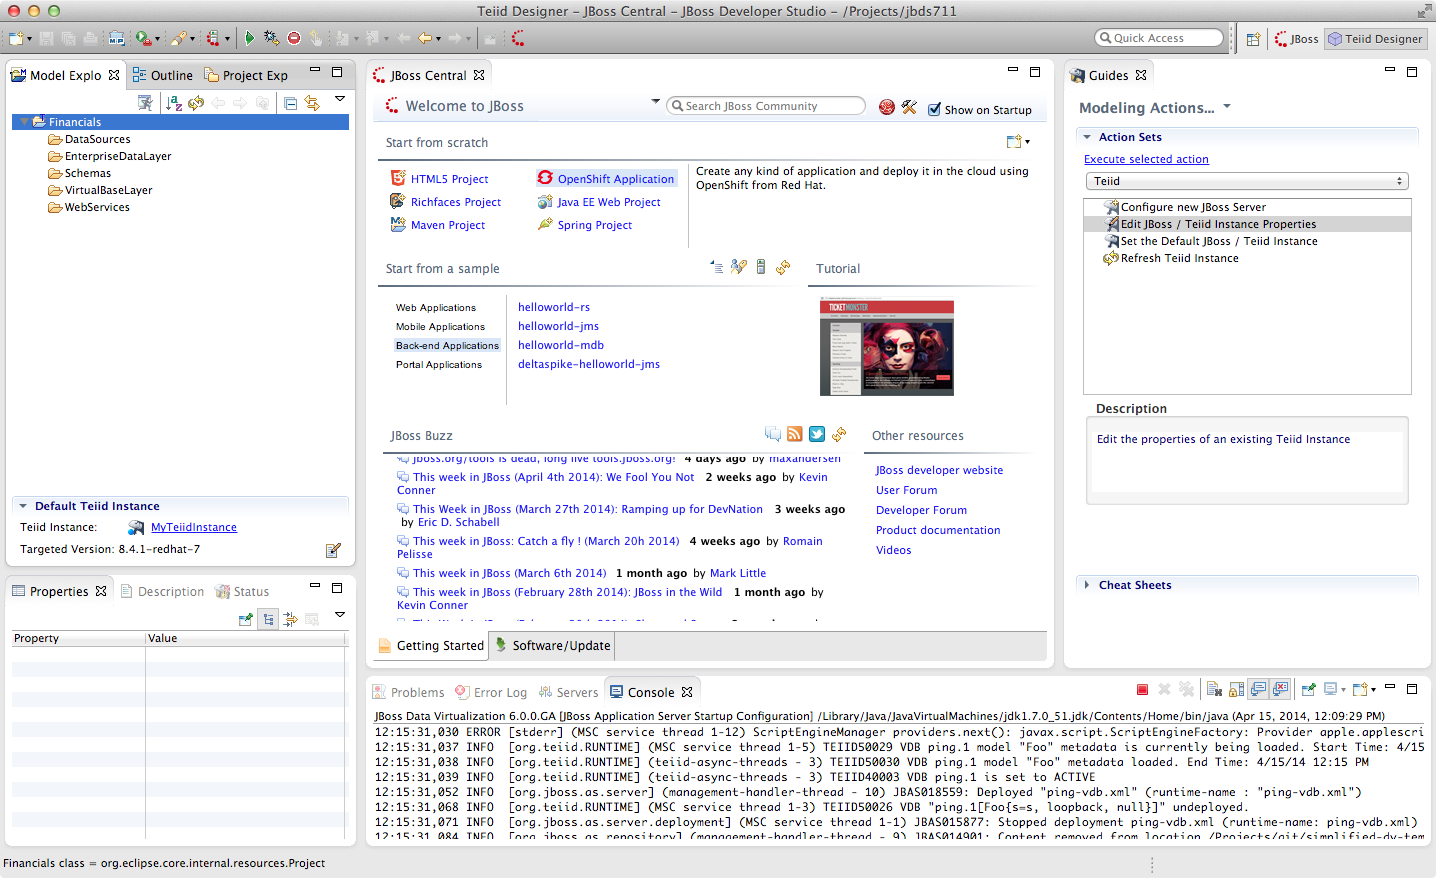 Teiid Designer – JBoss Central – JBoss Developer Studio – /Projects/jbds711
Quick Access
JBoss
Teiid Designer
Model Explo
Outline
Project Exp
Financials
DataSources
EnterpriseDataLayer
Schemas
VirtualBaseLayer
WebServices
Default Teiid Instance
Teiid Instance:
MyTeiidInstance
Targeted Version: 8.4.1-redhat-7
Properties
Description
Status
Property
Value
JBoss Central
Welcome to JBoss
Search JBoss Community
Show on Startup
Start from scratch
HTML5 Project
OpenShift Application
Richfaces Project
Java EE Web Project
Maven Project
Spring Project
Create any kind of application and deploy it in the cloud using
OpenShift from Red Hat.
Start from a sample
Web Applications
Mobile Applications
Back-end Applications
Portal Applications
helloworld-rs
helloworld-jms
helloworld-mdb
deltaspike-helloworld-jms
Tutorial
TICKETMONSTER
JBoss Buzz
jboss.org/tools is dead, long live tools.jboss.org! 4 days ago by maxandersen
This week in JBoss (April 4th 2014): We Fool You Not 2 weeks ago by Kevin
Conner
This Week in JBoss (March 27th 2014): Ramping up for DevNation 3 weeks ago
by Eric D. Schabell
This week in JBoss: Catch a fly ! (March 20h 2014) 4 weeks ago by Romain
Pelisse
This week in JBoss (March 6th 2014) 1 month ago by Mark Little
This week in JBoss (February 28th 2014): JBoss in the Wild 1 month ago by
Kevin Conner
Other resources
JBoss developer website
User Forum
Developer Forum
Product documentation
Videos
Getting Started
Software/Update
Guides
Modeling Actions...
Action Sets
Execute selected action
Teiid
Configure new JBoss Server
Edit JBoss / Teiid Instance Properties
Set the Default JBoss / Teiid Instance
Refresh Teiid Instance
Description
Edit the properties of an existing Teiid Instance
Cheat Sheets
Problems
Error Log
Servers
Console
JBoss Data Virtualization 6.0.0.GA [JBoss Application Server Startup Configuration] /Library/Java/JavaVirtualMachines/jdk1.7.0_51.jdk/Contents/Home/bin/java (Apr 15, 2014, 12:09:29 PM)
12:15:31,030 ERROR [stderr] (MSC service thread 1-12) ScriptEngineManager providers.next(): javax.script.ScriptEngineFactory: Provider apple.applescri
12:15:31,037 INFO [org.teiid.RUNTIME] (MSC service thread 1-5) TEIID50029 VDB ping.1 model "Foo" metadata is currently being loaded. Start Time: 4/15
12:15:31,038 INFO [org.teiid.RUNTIME] (teiid-async-threads - 3) TEIID50030 VDB ping.1 model "Foo" metadata loaded. End Time: 4/15/14 12:15 PM
12:15:31,039 INFO [org.teiid.RUNTIME] (teiid-async-threads - 3) TEIID40003 VDB ping.1 is set to ACTIVE
12:15:31,052 INFO [org.jboss.as.server] (management-handler-thread - 10) JBAS018559: Deployed "ping-vdb.xml" (runtime-name : "ping-vdb.xml")
12:15:31,068 INFO [org.teiid.RUNTIME] (MSC service thread 1-3) TEIID50026 VDB "ping.1[Foo{s=s, loopback, null}]" undeployed.
12:15:31,071 INFO [org.jboss.as.server.deployment] (MSC service thread 1-1) JBAS015877: Stopped deployment ping-vdb.xml (runtime-name: ping-vdb.xml)
12:15:31,084 INFO [org.jboss.as.repository] (management-handler-thread - 9) JBAS014901: Content removed from location /Projects/git/simplified-dv-tem
Financials class = org.eclipse.core.internal.resources.Project